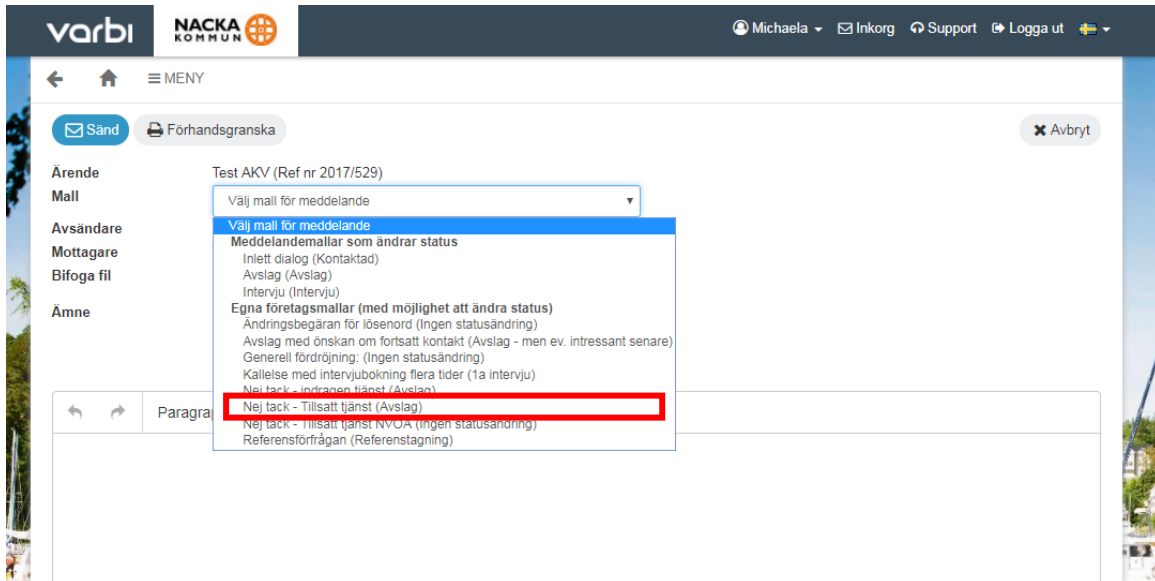 varbi NACKA KOMMUN Michaela Inkorg Support Logga ut
MENY
Sänd Förhandsgranska Avbryt
Ärende Test AKV (Ref nr 2017/529)
Mall Välj mall för meddelande
Avsändare Välj mall för meddelande
Mottagare Meddelandemallar som ändrar status
Inlett dialog (Kontaktad)
Bifoga fil Avslag (Avslag)
Intervju (Intervju)
Ämne Egna företagsmallar (med möjlighet att ändra status)
Ändringsbegäran för lösenord (Ingen statusändring)
Avslag med önskan om fortsatt kontakt (Avslag - men ev. intressant senare)
Generell fördröjning: (Ingen statusändring)
Kallelse med intervjubokning flera tider (1a intervju)
Nej tack - indragen tjänst (Avslag)
Paragra Nej tack - Tillsatt tjänst (Avslag)
Nej tack - Tillsatt tjänst NVOA (Ingen statusändring)
Referensförfrågan (Referenstagning)